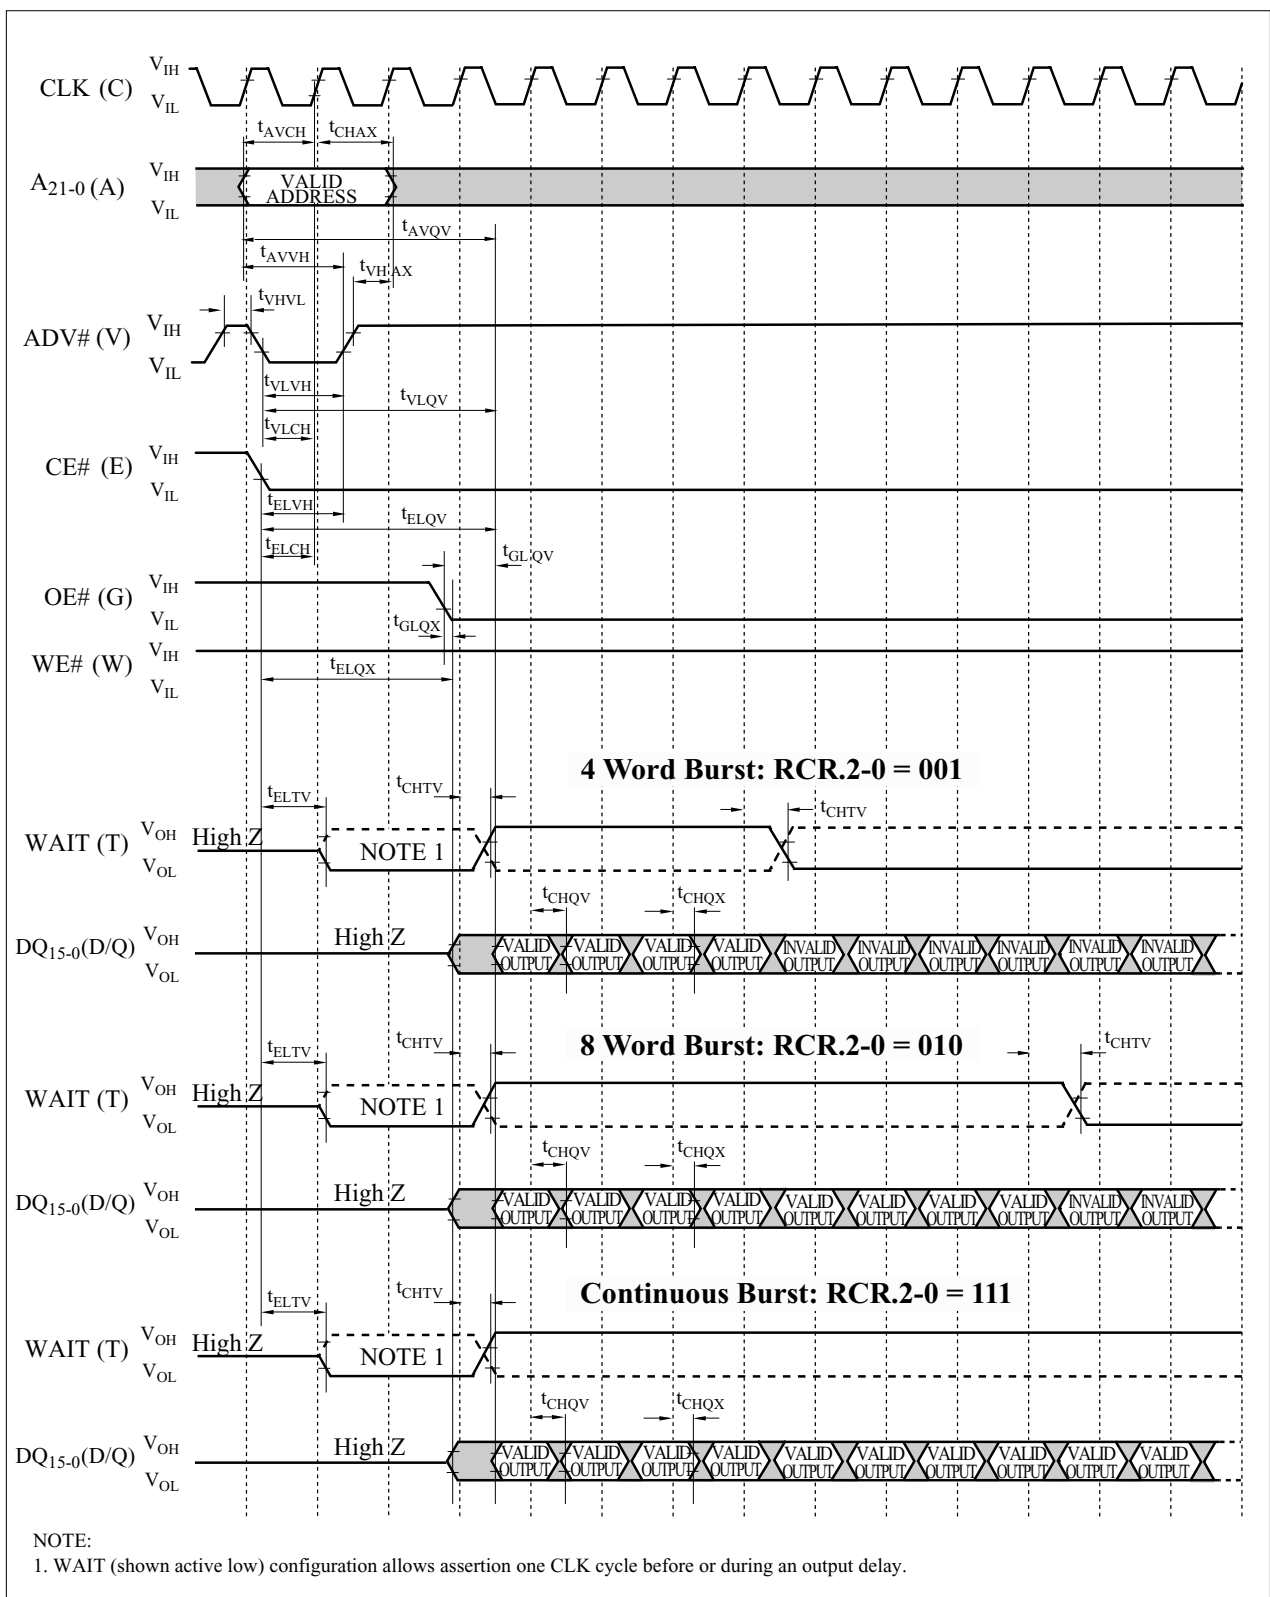 CLK (C) VIH VIL
tAVCH tCHAX
A21-0 (A) VIH VIL VALID ADDRESS
tAVQV
tAVVH tVHAX
tVHVL
ADV# (V) VIH VIL
tVLVH tVLQV
tVLCH
CE# (E) VIH VIL
tELVH tELQV
tELCH tGLQV
OE# (G) VIH VIL
tGLQX
WE# (W) VIH VIL
tELQX
4 Word Burst: RCR.2-0 = 001
tELTV tCHTV tCHTV
WAIT (T) VOH VOL High Z NOTE 1
tCHQV tCHQX
DQ15-0(D/Q) VOH VOL High Z VALID OUTPUT VALID OUTPUT VALID OUTPUT VALID OUTPUT INVALID OUTPUT INVALID OUTPUT INVALID OUTPUT INVALID OUTPUT INVALID OUTPUT INVALID OUTPUT
8 Word Burst: RCR.2-0 = 010
tELTV tCHTV tCHTV
WAIT (T) VOH VOL High Z NOTE 1
tCHQV tCHQX
DQ15-0(D/Q) VOH VOL High Z VALID OUTPUT VALID OUTPUT VALID OUTPUT VALID OUTPUT VALID OUTPUT VALID OUTPUT VALID OUTPUT VALID OUTPUT INVALID OUTPUT INVALID OUTPUT
Continuous Burst: RCR.2-0 = 111
tELTV tCHTV
WAIT (T) VOH VOL High Z NOTE 1
tCHQV tCHQX
DQ15-0(D/Q) VOH VOL High Z VALID OUTPUT VALID OUTPUT VALID OUTPUT VALID OUTPUT VALID OUTPUT VALID OUTPUT VALID OUTPUT VALID OUTPUT VALID OUTPUT VALID OUTPUT
NOTE:
1. WAIT (shown active low) configuration allows assertion one CLK cycle before or during an output delay.